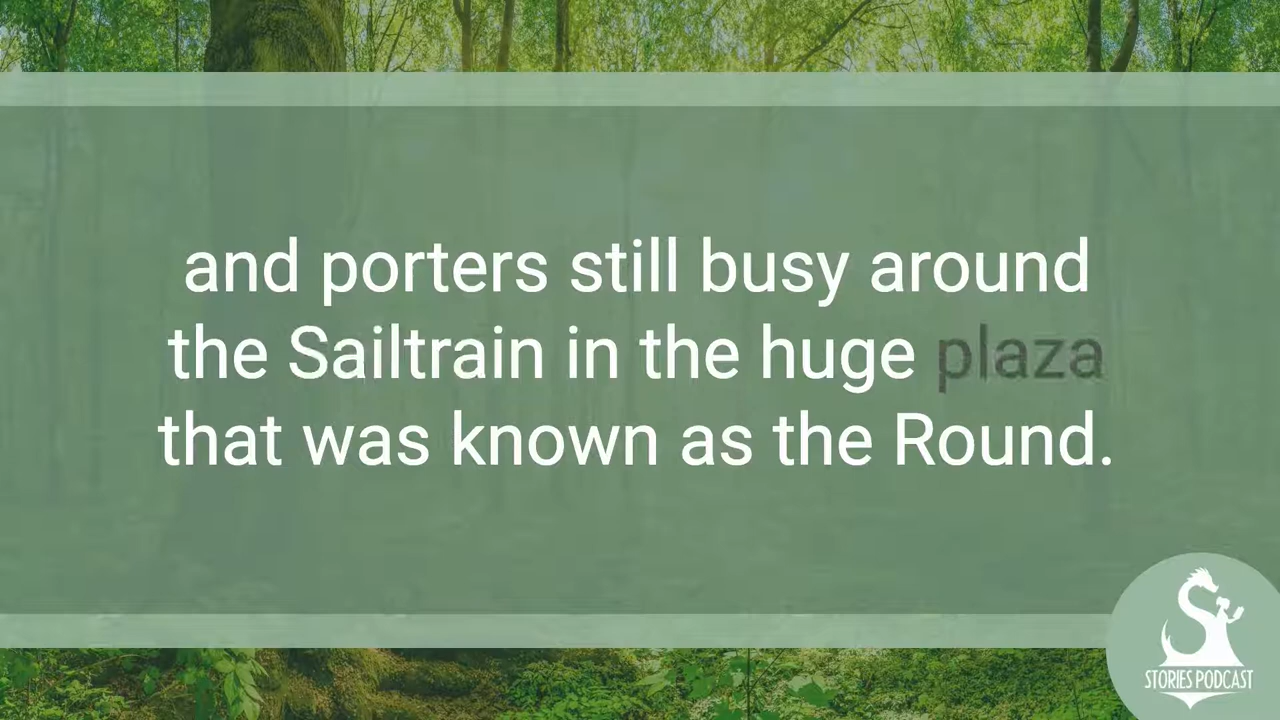 and porters still busy around
the Sailtrain in the huge plaza
that was known as the Round.
STORIES PODCAST